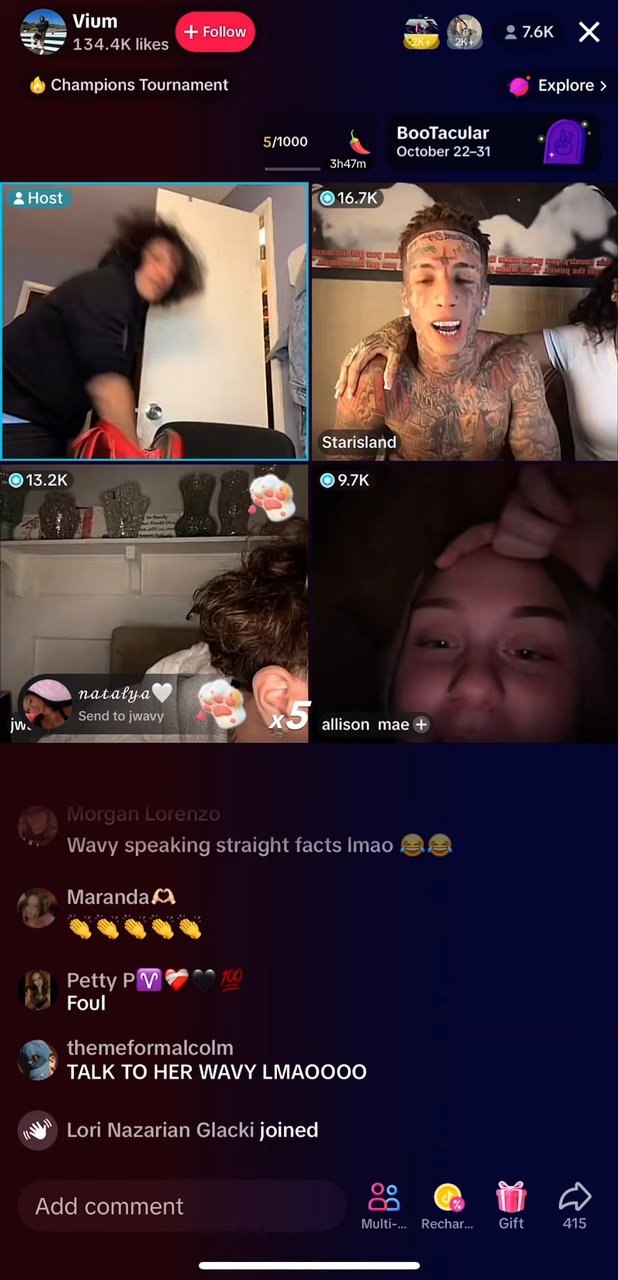 Vium
134.4K likes
+ Follow
2K+
2K+
7.6K
Champions Tournament
Explore >
5/1000
3h47m
BooTacular
October 22–31
Host
16.7K
Starisland
13.2K
natalya🤍
Send to jwavy
x5
jw
9.7K
allison mae
Morgan Lorenzo
Wavy speaking straight facts lmao 😂😂
Maranda🫶🏻
👏👏👏👏👏
Petty P♈❤️‍🩹🖤💯
Foul
themeformalcolm
TALK TO HER WAVY LMAOOOO
Lori Nazarian Glacki joined
Add comment
Multi-...
Rechar...
Gift
415